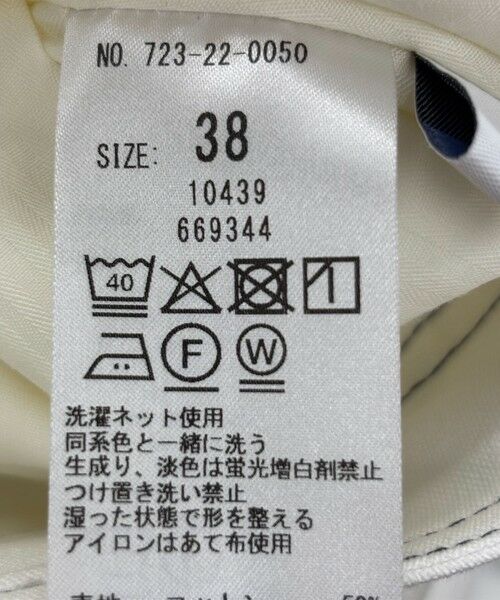 NO. 723-22-0050
SIZE: 38
10439
669344
40
F W
洗濯ネット使用
同系色と一緒に洗う
生成り、淡色は蛍光増白剤禁止
つけ置き洗い禁止
湿った状態で形を整える
アイロンはあて布使用